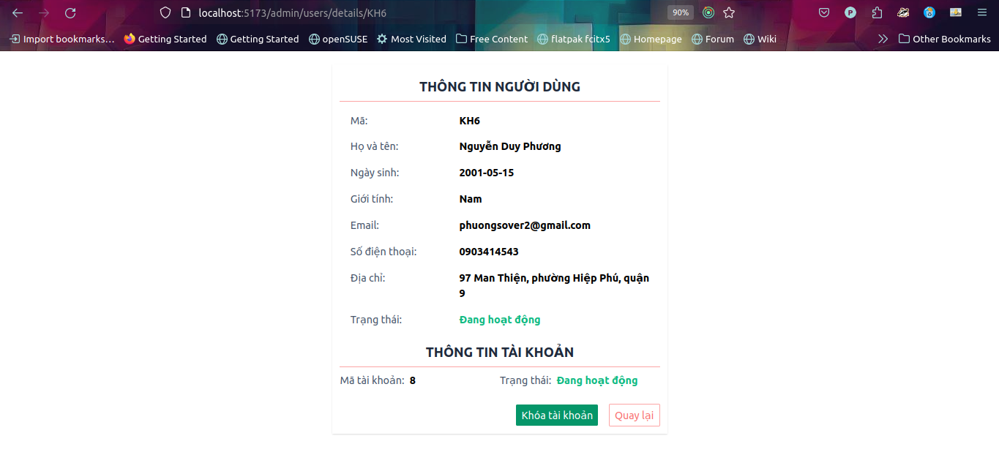 localhost:5173/admin/users/details/KH6
90%
Import bookmarks… Getting Started Getting Started openSUSE Most Visited Free Content flatpak fcitx5 Homepage Forum Wiki Other Bookmarks
THÔNG TIN NGƯỜI DÙNG
Mã: KH6
Họ và tên: Nguyễn Duy Phương
Ngày sinh: 2001-05-15
Giới tính: Nam
Email: phuongsover2@gmail.com
Số điện thoại: 0903414543
Địa chỉ: 97 Man Thiện, phường Hiệp Phú, quận
9
Trạng thái: Đang hoạt động
THÔNG TIN TÀI KHOẢN
Mã tài khoản: 8 Trạng thái: Đang hoạt động
Khóa tài khoản Quay lại